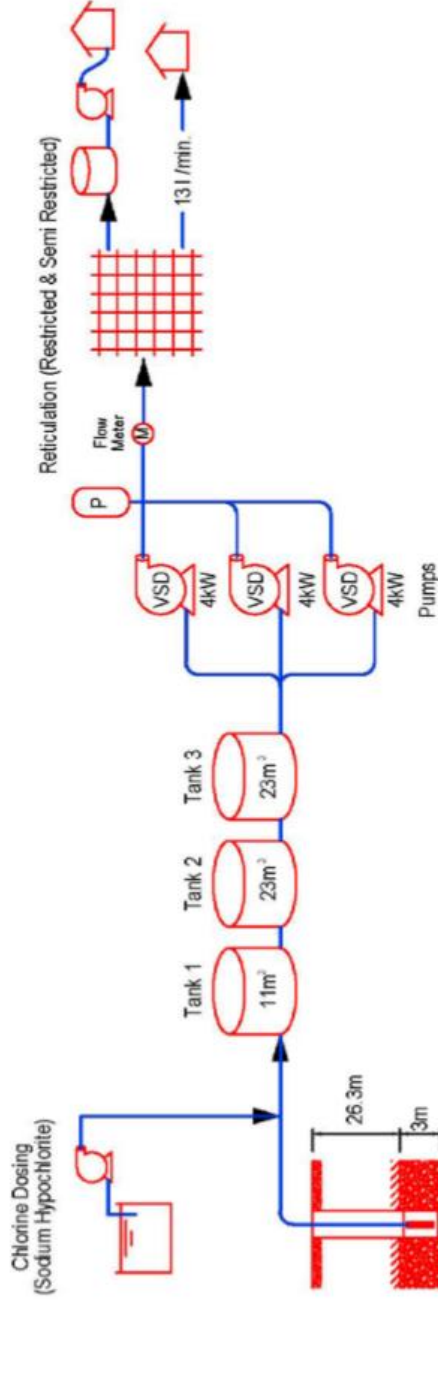 Chlorine Dosing
(Sodium Hypochlorite)
26.3m
3m
Tank 1
11m³
Tank 2
23m³
Tank 3
23m³
VSD
4kW
VSD
4kW
VSD
4kW
Pumps
P
Flow
Meter
M
Reticulation (Restricted & Semi Restricted)
13 l /min.